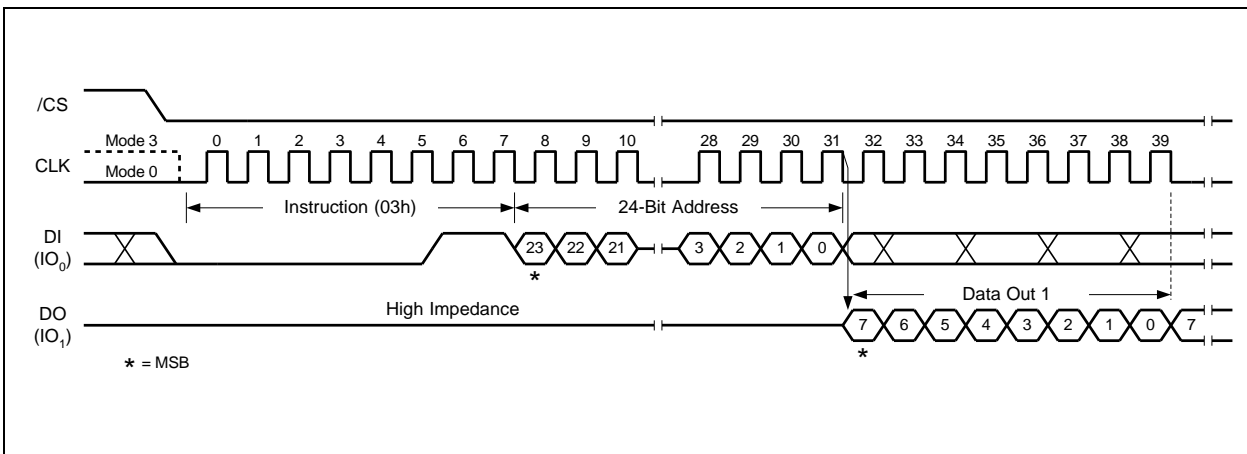 /CS
Mode 3 0 1 2 3 4 5 6 7 8 9 10 28 29 30 31 32 33 34 35 36 37 38 39
CLK
Mode 0
Instruction (03h) 24-Bit Address
DI
(IO0)
23 22 21 3 2 1 0
*
High Impedance
Data Out 1
DO
(IO1)
7 6 5 4 3 2 1 0 7
*
* = MSB